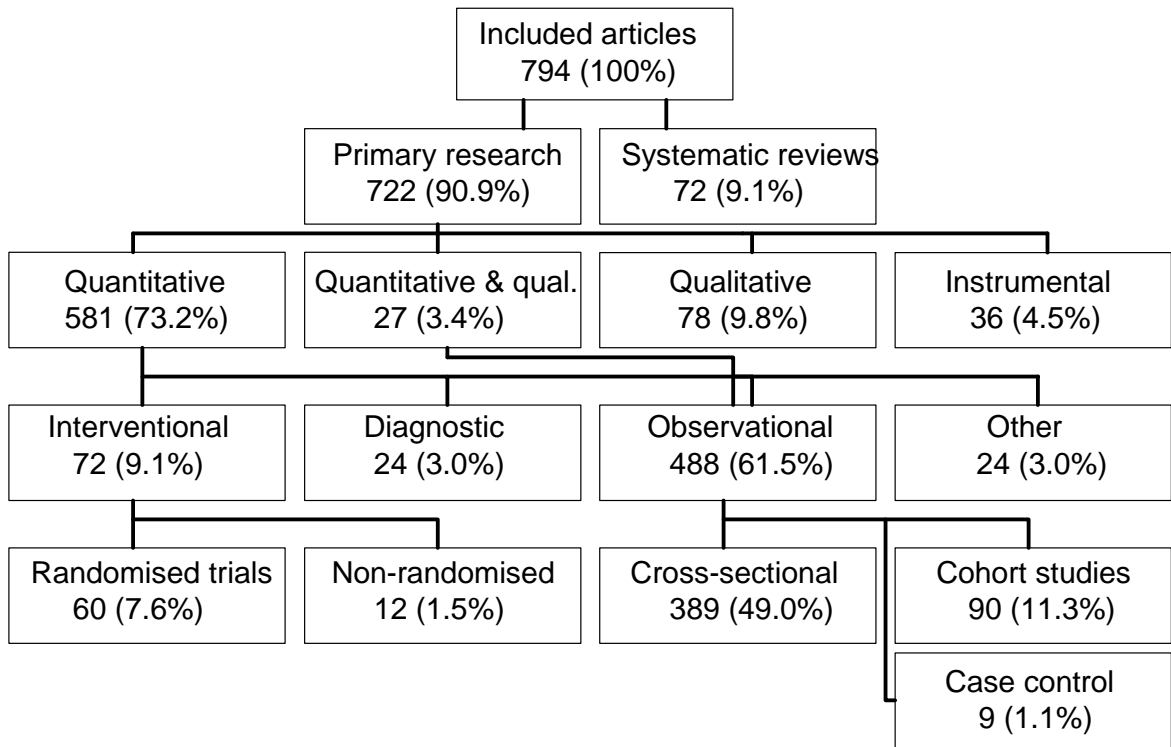 Included articles
794 (100%)
Primary research
722 (90.9%)
Systematic reviews
72 (9.1%)
Quantitative
581 (73.2%)
Quantitative & qual.
27 (3.4%)
Qualitative
78 (9.8%)
Instrumental
36 (4.5%)
Interventional
72 (9.1%)
Diagnostic
24 (3.0%)
Observational
488 (61.5%)
Other
24 (3.0%)
Randomised trials
60 (7.6%)
Non-randomised
12 (1.5%)
Cross-sectional
389 (49.0%)
Cohort studies
90 (11.3%)
Case control
9 (1.1%)